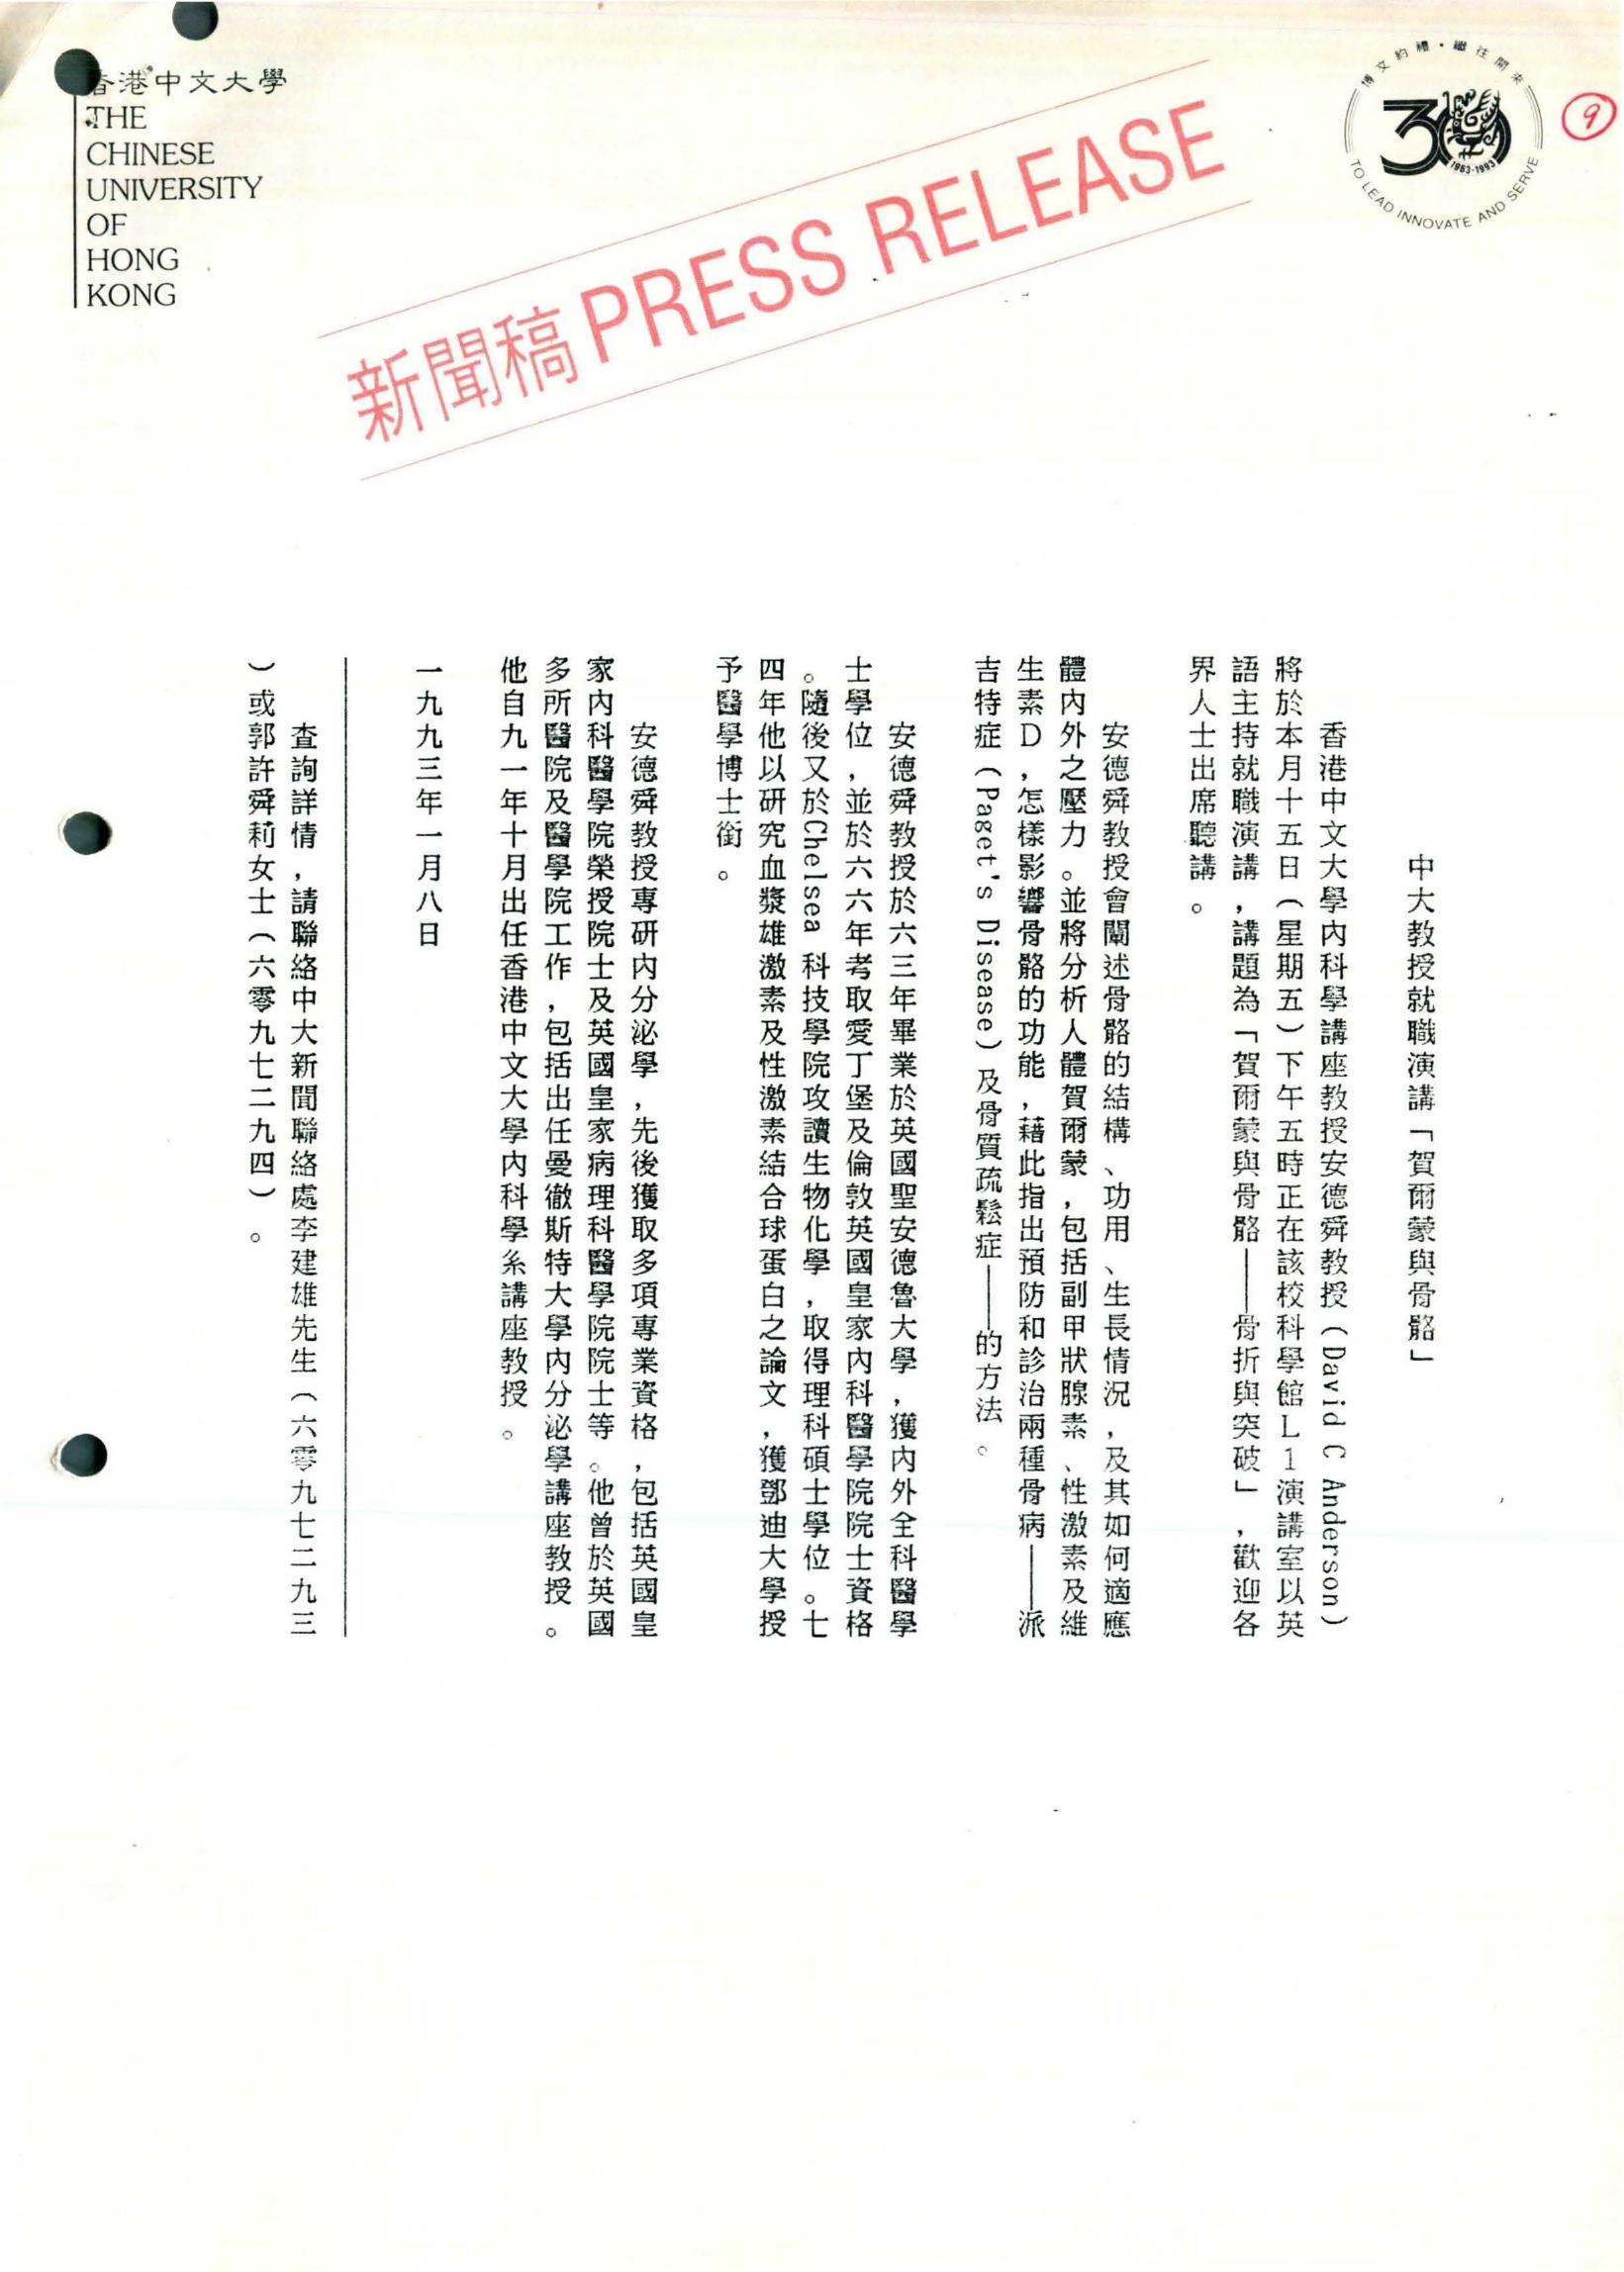 香港中文大學
THE
CHINESE
UNIVERSITY
OF
HONG
KONG
新聞稿 PRESS RELEASE
博文約禮・繼往開來
30
1963-1993
TO LEAD INNOVATE AND SERVE
9
中大教授就職演講「賀爾蒙與骨骼」
香港中文大學內科學講座教授安德舜教授（David C Anderson）
將於本月十五日（星期五）下午五時正在該校科學館L1演講室以英
語主持就職演講，講題為「賀爾蒙與骨骼——骨折與突破」，歡迎各
界人士出席聽講。
安德舜教授會闡述骨骼的結構、功用、生長情況，及其如何適應
體內外之壓力。並將分析人體賀爾蒙，包括副甲狀腺素、性激素及維
生素D，怎樣影響骨骼的功能，藉此指出預防和診治兩種骨病——派
吉特症（Paget's Disease）及骨質疏鬆症——的方法。
安德舜教授於六三年畢業於英國聖安德魯大學，獲內外全科醫學
士學位，並於六六年考取愛丁堡及倫敦英國皇家內科醫學院院士資格
。隨後又於Chelsea 科技學院攻讀生物化學，取得理科碩士學位。七
四年他以研究血漿雄激素及性激素結合球蛋白之論文，獲鄧迪大學授
予醫學博士銜。
安德舜教授專研內分泌學，先後獲取多項專業資格，包括英國皇
家內科醫學院榮授院士及英國皇家病理科醫學院院士等。他曾於英國
多所醫院及醫學院工作，包括出任曼徹斯特大學內分泌學講座教授。
他自九一年十月出任香港中文大學內科學系講座教授。
一九九三年一月八日
查詢詳情，請聯絡中大新聞聯絡處李建雄先生（六零九七二九三
）或郭許舜莉女士（六零九七二九四）。